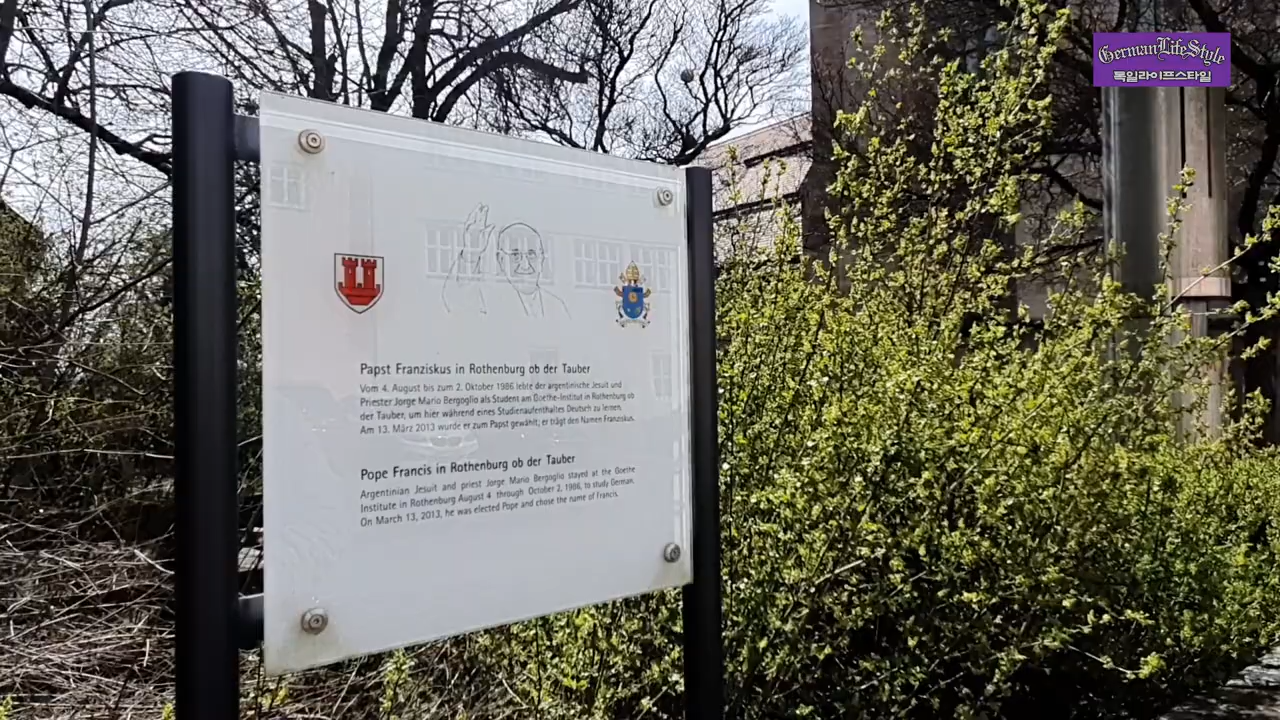 GermanLifeStyle
독일라이프스타일
Papst Franziskus in Rothenburg ob der Tauber
Vom 4. August bis zum 2. Oktober 1986 lebte der argentinische Jesuit und
Priester Jorge Mario Bergoglio als Student am Goethe-Institut in Rothenburg ob
der Tauber, um hier während eines Studienaufenthaltes Deutsch zu lernen.
Am 13. März 2013 wurde er zum Papst gewählt; er trägt den Namen Franziskus.
Pope Francis in Rothenburg ob der Tauber
Argentinian Jesuit and priest Jorge Mario Bergoglio stayed at the Goethe
Institute in Rothenburg August 4 through October 2, 1986, to study German.
On March 13, 2013, he was elected Pope and chose the name of Francis.